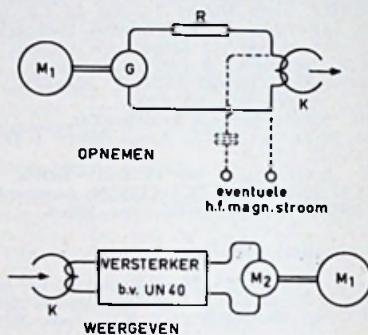 R
M₁
G
K
OPNEMEN
eventuele
h.f. magn. stroom
K
VERSTERKER
b.v. UN 40
M₂
M₁
WEERGEVEN